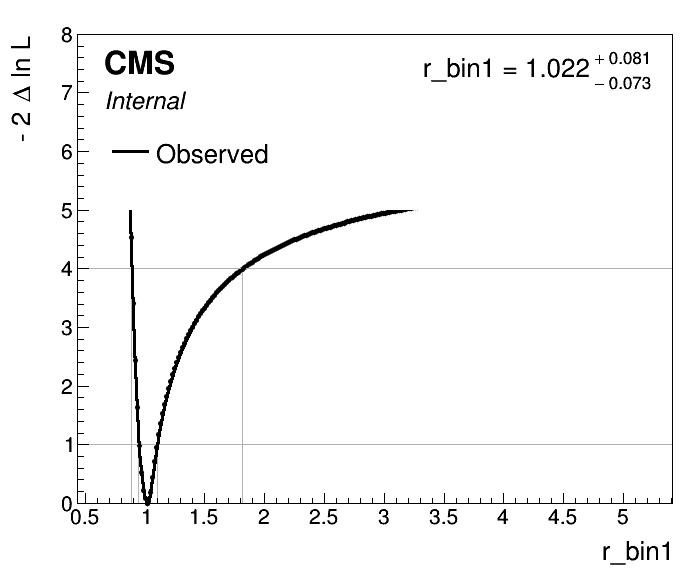 - 2 Δ ln L
8
7
6
5
4
3
2
1
0
CMS
Internal
r_bin1 = 1.022 + 0.081 − 0.073
Observed
0.5 1 1.5 2 2.5 3 3.5 4 4.5 5
r_bin1